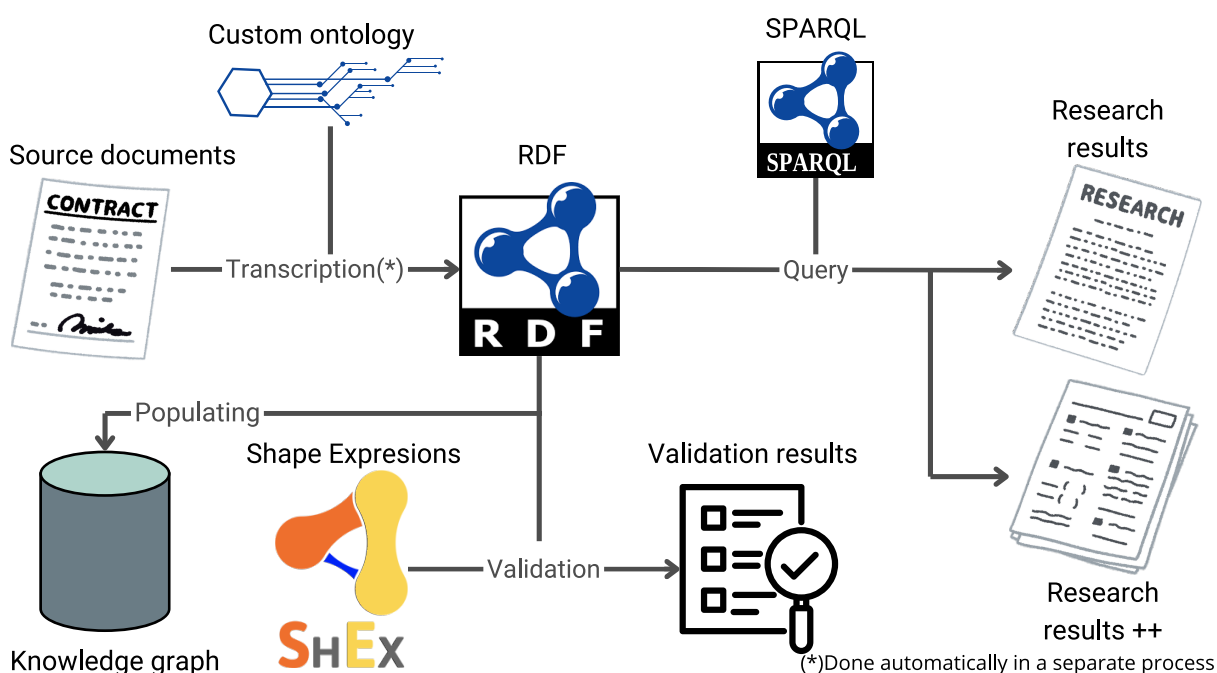 Custom ontology
SPARQL
SPARQL
Research
results
RESEARCH
Source documents
CONTRACT
RDF
R D F
Transcription(*)
Query
Populating
Shape Expresions
Validation results
Validation
SHEX
Knowledge graph
Research
results ++
(*)Done automatically in a separate process